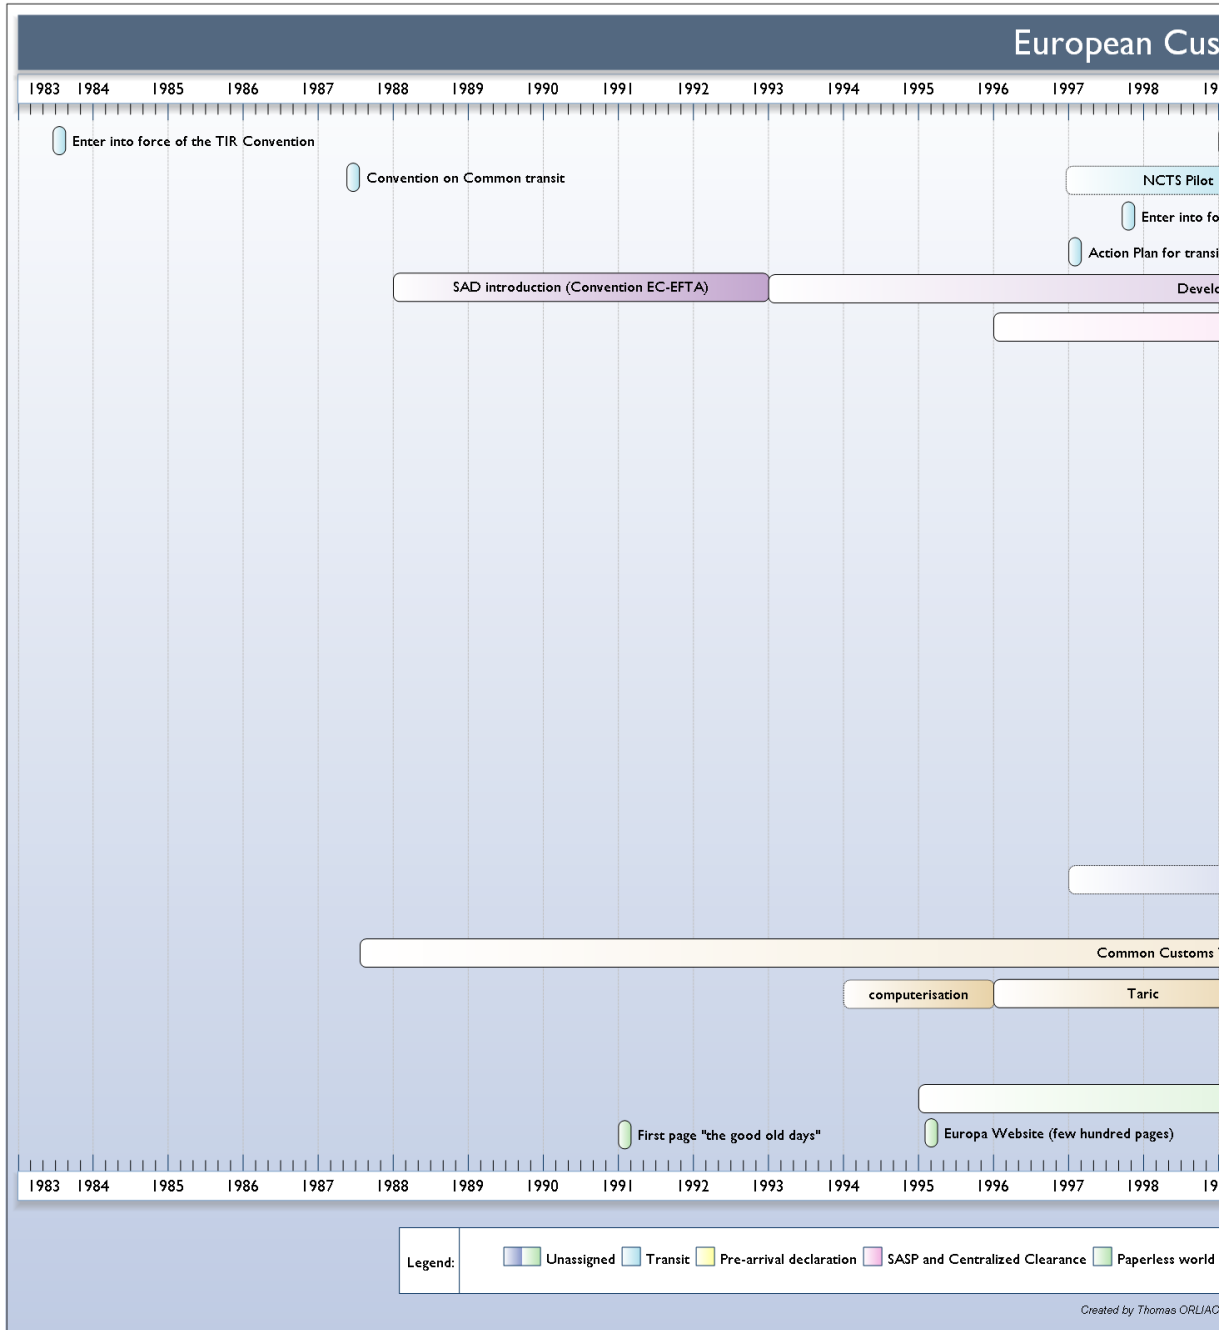 European Cus
1983 1984 1985 1986 1987 1988 1989 1990 1991 1992 1993 1994 1995 1996 1997 1998 19
Enter into force of the TIR Convention
Convention on Common transit
NCTS Pilot
Enter into fo
Action Plan for transi
SAD introduction (Convention EC-EFTA)
Develo
Common Customs
computerisation
Taric
First page "the good old days"
Europa Website (few hundred pages)
1983 1984 1985 1986 1987 1988 1989 1990 1991 1992 1993 1994 1995 1996 1997 1998 19
Legend: Unassigned Transit Pre-arrival declaration SASP and Centralized Clearance Paperless world
Created by Thomas ORLIAC